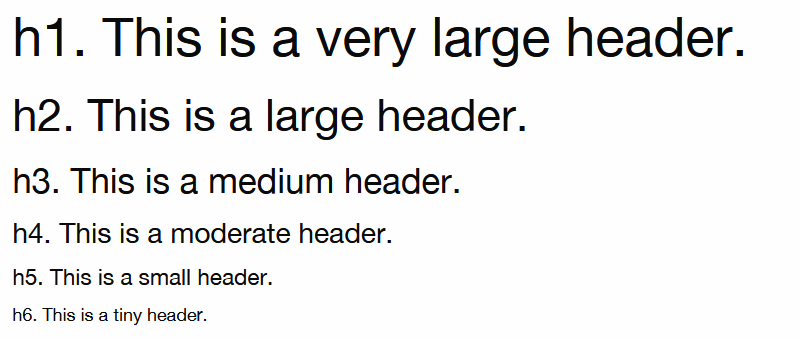 h1. This is a very large header.
h2. This is a large header.
h3. This is a medium header.
h4. This is a moderate header.
h5. This is a small header.
h6. This is a tiny header.